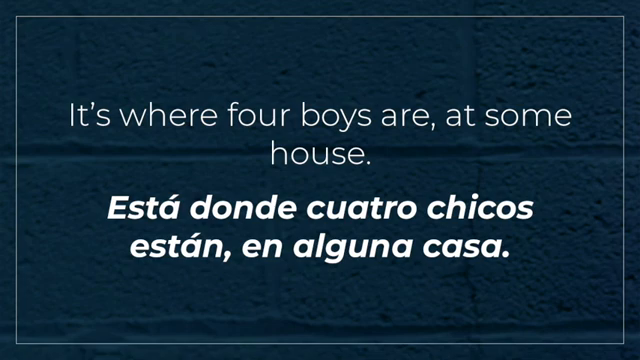 It’s where four boys are, at some
house.
Está donde cuatro chicos
están, en alguna casa.